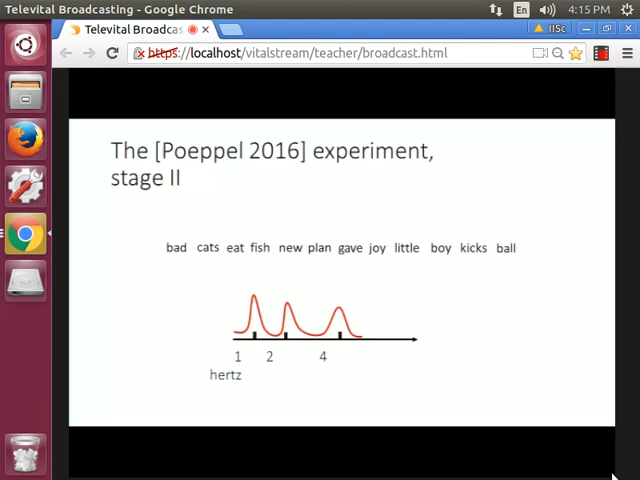 Televital Broadcasting - Google Chrome
En
4:15 PM
Televital Broadcas
IISc
https://localhost/vitalstream/teacher/broadcast.html
The [Poeppel 2016] experiment,
stage II
bad cats eat fish new plan gave joy little boy kicks ball
1 2 4
hertz